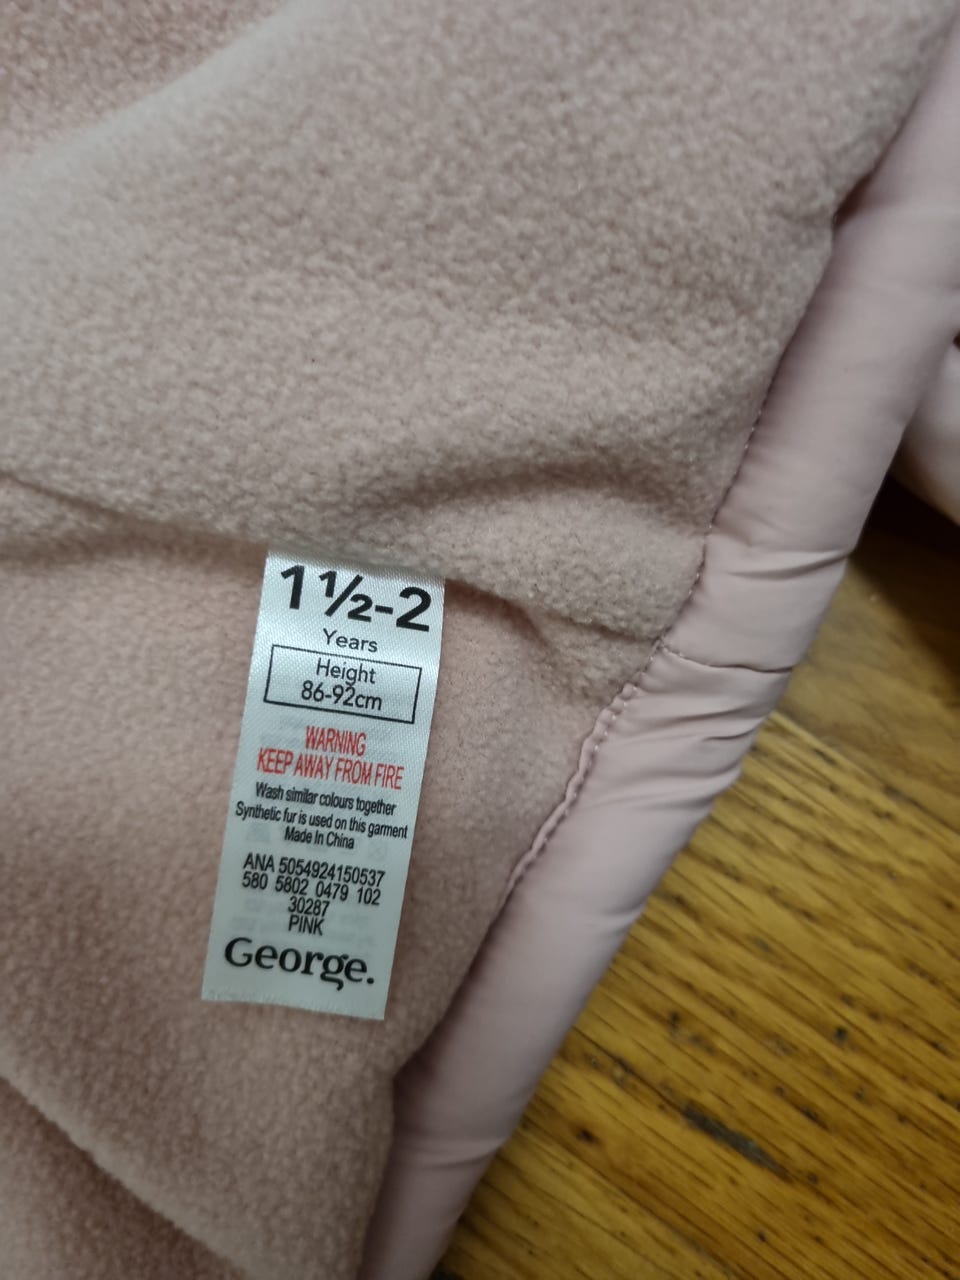 1½-2
Years
Height
86-92cm
WARNING
KEEP AWAY FROM FIRE
Wash similar colours together
Synthetic fur is used on this garment
Made In China
ANA 5054924150537
580 5802 0479 102
30287
PINK
George.